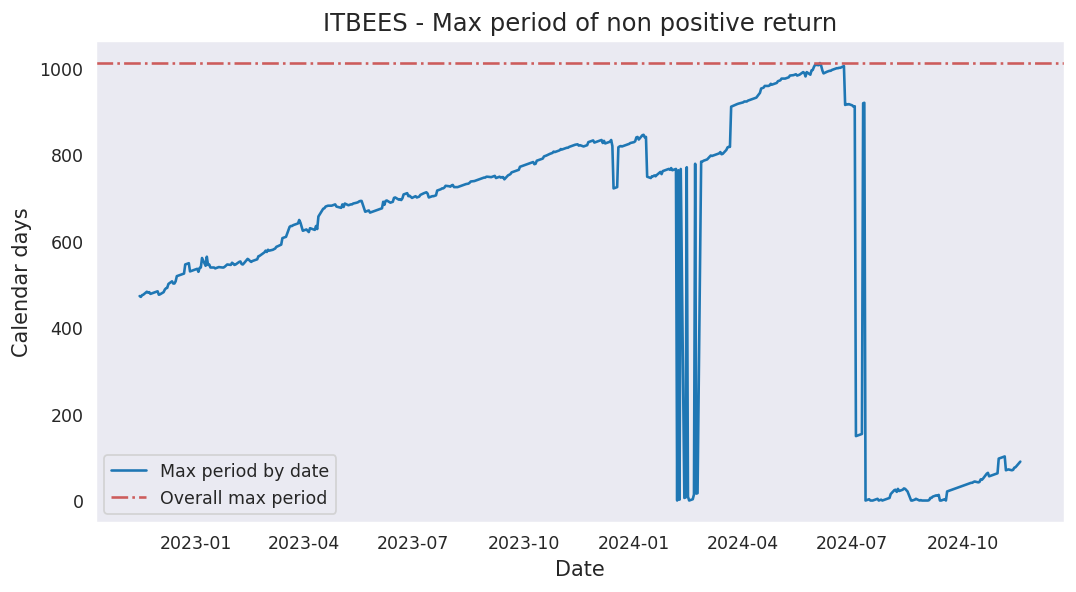 ITBEES - Max period of non positive return
1000
800
600
400
200
0
Calendar days
Max period by date
Overall max period
2023-01 2023-04 2023-07 2023-10 2024-01 2024-04 2024-07 2024-10
Date